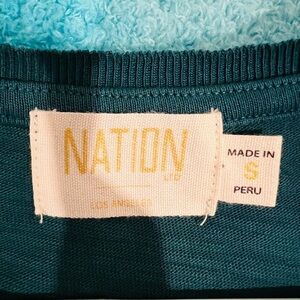 NATION
LTD
LOS ANGELES
MADE IN
S
PERU